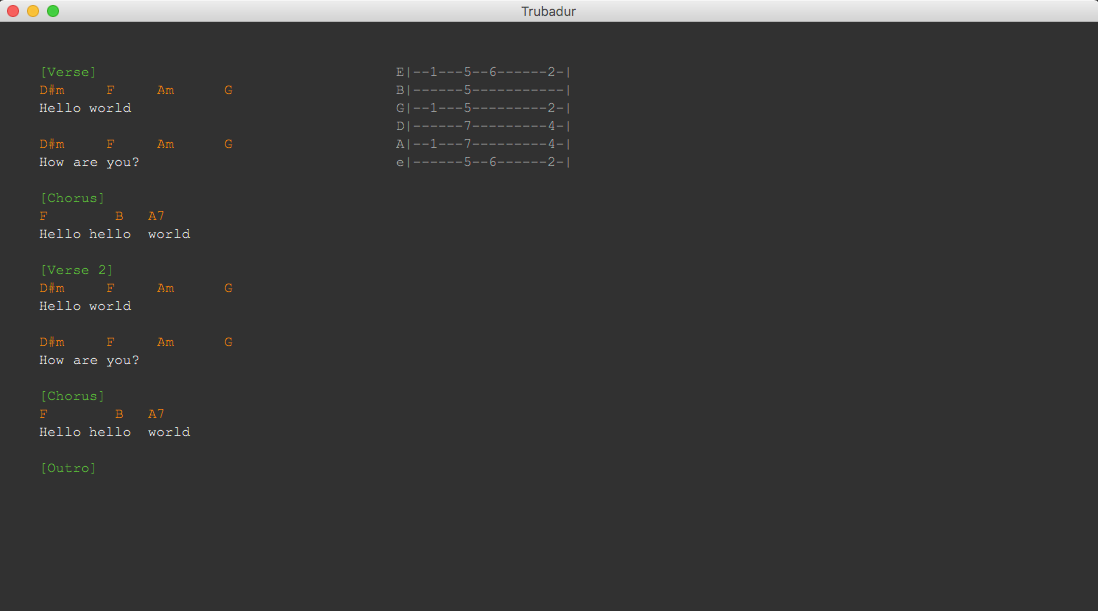 Trubadur
[Verse]
D#m     F     Am      G
Hello world
D#m     F     Am      G
How are you?
[Chorus]
F        B   A7
Hello hello  world
[Verse 2]
D#m     F     Am      G
Hello world
D#m     F     Am      G
How are you?
[Chorus]
F        B   A7
Hello hello  world
[Outro]
E|--1---5--6------2-|
B|------5-----------|
G|--1---5---------2-|
D|------7---------4-|
A|--1---7---------4-|
e|------5--6------2-|